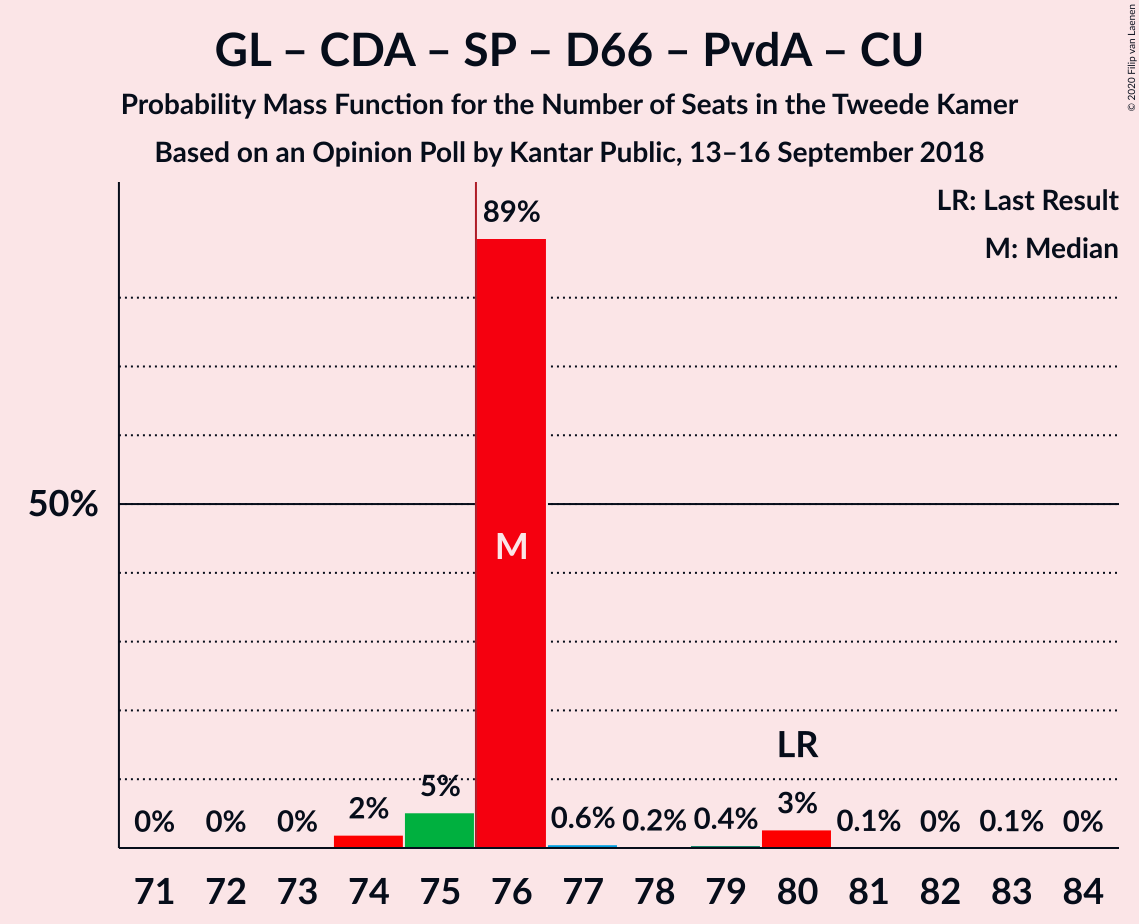 GL – CDA – SP – D66 – PvdA – CU
Probability Mass Function for the Number of Seats in the Tweede Kamer
Based on an Opinion Poll by Kantar Public, 13–16 September 2018
© 2020 Filip van Laenen
LR: Last Result
M: Median
89%
50%
M
LR
0% 0% 0% 2% 5% 0.6% 0.2% 0.4% 3% 0.1% 0% 0.1% 0%
71 72 73 74 75 76 77 78 79 80 81 82 83 84